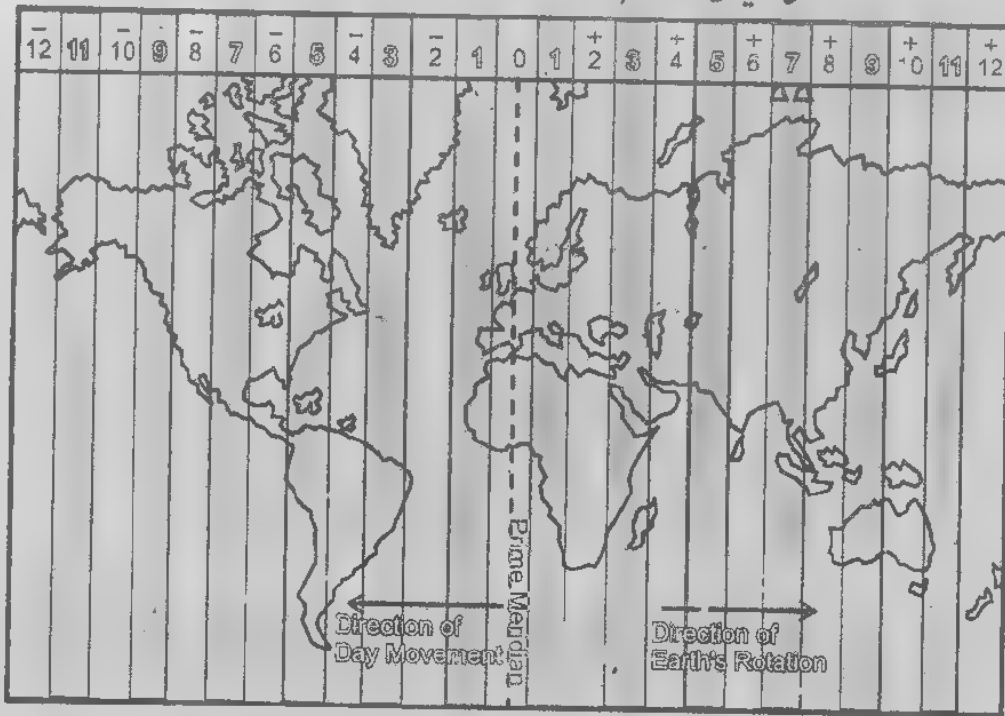 − − − − − − + + + + + +
12 11 10 9 8 7 6 5 4 3 2 1 0 1 2 3 4 5 6 7 8 9 10 11 12
Prime Meridian
Direction of
Day Movement
Direction of
Earth's Rotation